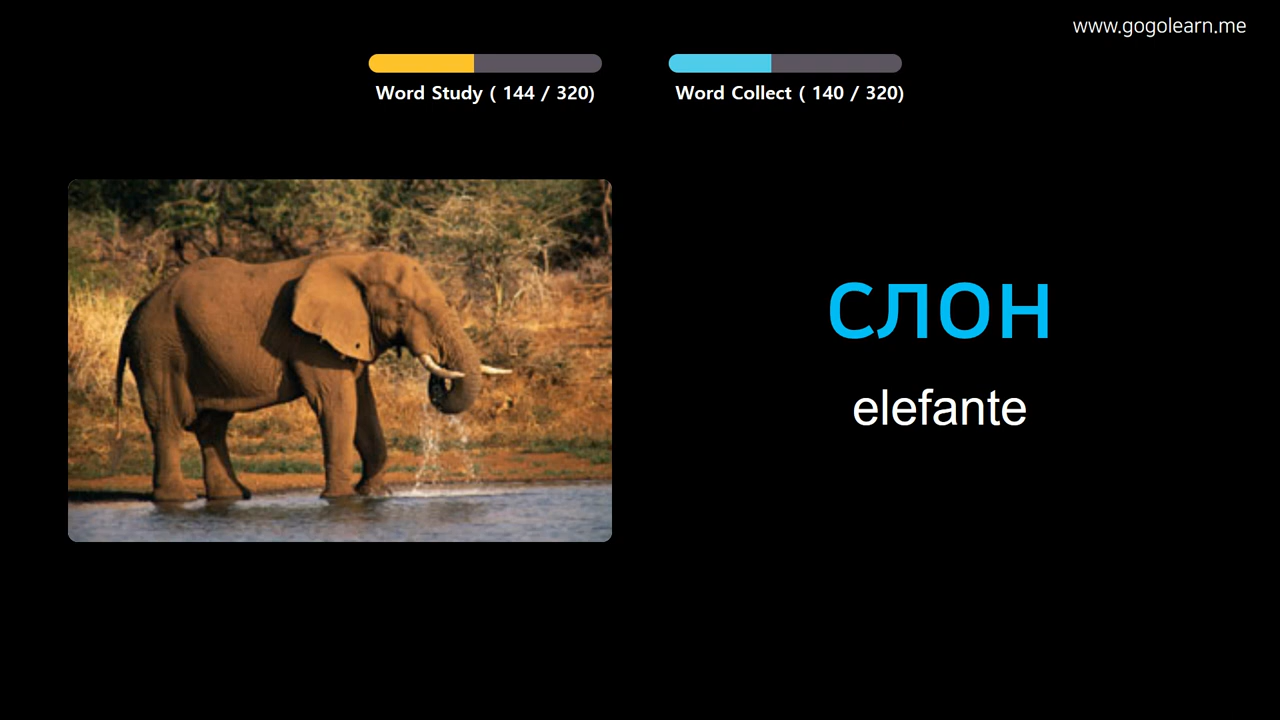 www.gogolearn.me
Word Study ( 144 / 320)
Word Collect ( 140 / 320)
слон
elefante